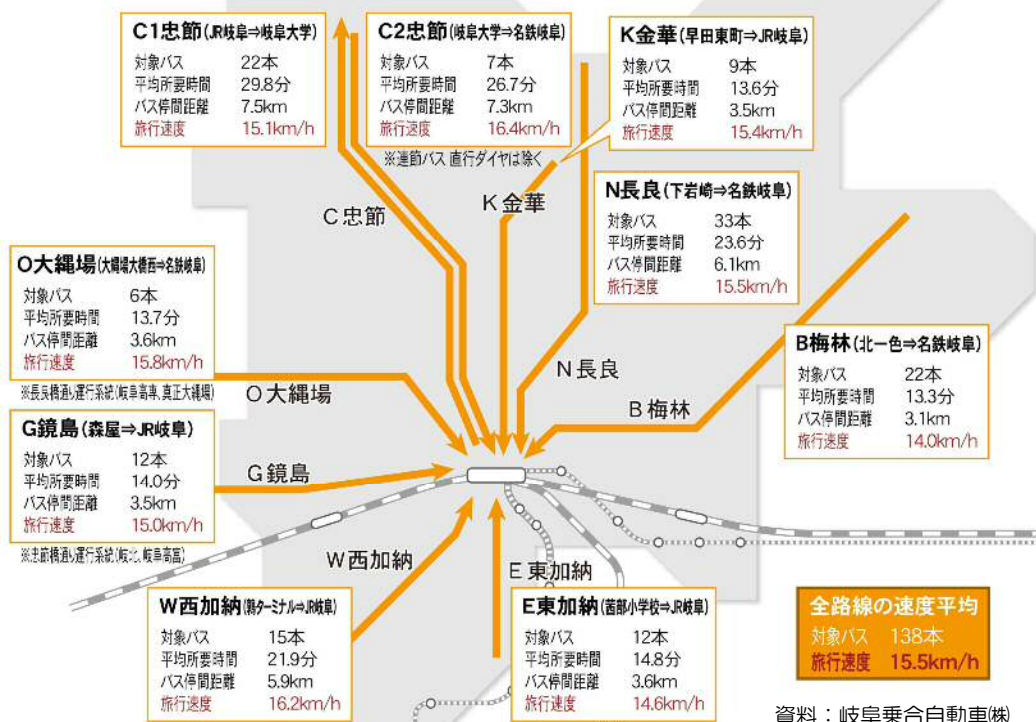 C1忠節(JR岐阜⇒岐阜大学)
対象バス 22本
平均所要時間 29.8分
バス停間距離 7.5km
旅行速度 15.1km/h
C2忠節(岐阜大学⇒名鉄岐阜)
対象バス 7本
平均所要時間 26.7分
バス停間距離 7.3km
旅行速度 16.4km/h
※連節バス 直行ダイヤは除く
K金華(早田東町⇒JR岐阜)
対象バス 9本
平均所要時間 13.6分
バス停間距離 3.5km
旅行速度 15.4km/h
C忠節
K金華
N長良(下岩崎⇒名鉄岐阜)
対象バス 33本
平均所要時間 23.6分
バス停間距離 6.1km
旅行速度 15.5km/h
O大縄場(大縄場大橋西⇒名鉄岐阜)
対象バス 6本
平均所要時間 13.7分
バス停間距離 3.6km
旅行速度 15.8km/h
※長良橋通り運行系統(岐阜高専、真正大縄場)
O大縄場
N長良
B梅林
B梅林(北一色⇒名鉄岐阜)
対象バス 22本
平均所要時間 13.3分
バス停間距離 3.1km
旅行速度 14.0km/h
G鏡島(森屋⇒JR岐阜)
対象バス 12本
平均所要時間 14.0分
バス停間距離 3.5km
旅行速度 15.0km/h
※忠節橋通り運行系統(岐北、岐阜高富)
G鏡島
W西加納
E東加納
W西加納(鶉ターミナル⇒JR岐阜)
対象バス 15本
平均所要時間 21.9分
バス停間距離 5.9km
旅行速度 16.2km/h
E東加納(茜部小学校⇒JR岐阜)
対象バス 12本
平均所要時間 14.8分
バス停間距離 3.6km
旅行速度 14.6km/h
全路線の速度平均
対象バス 138本
旅行速度 15.5km/h
資料：岐阜乗合自動車㈱